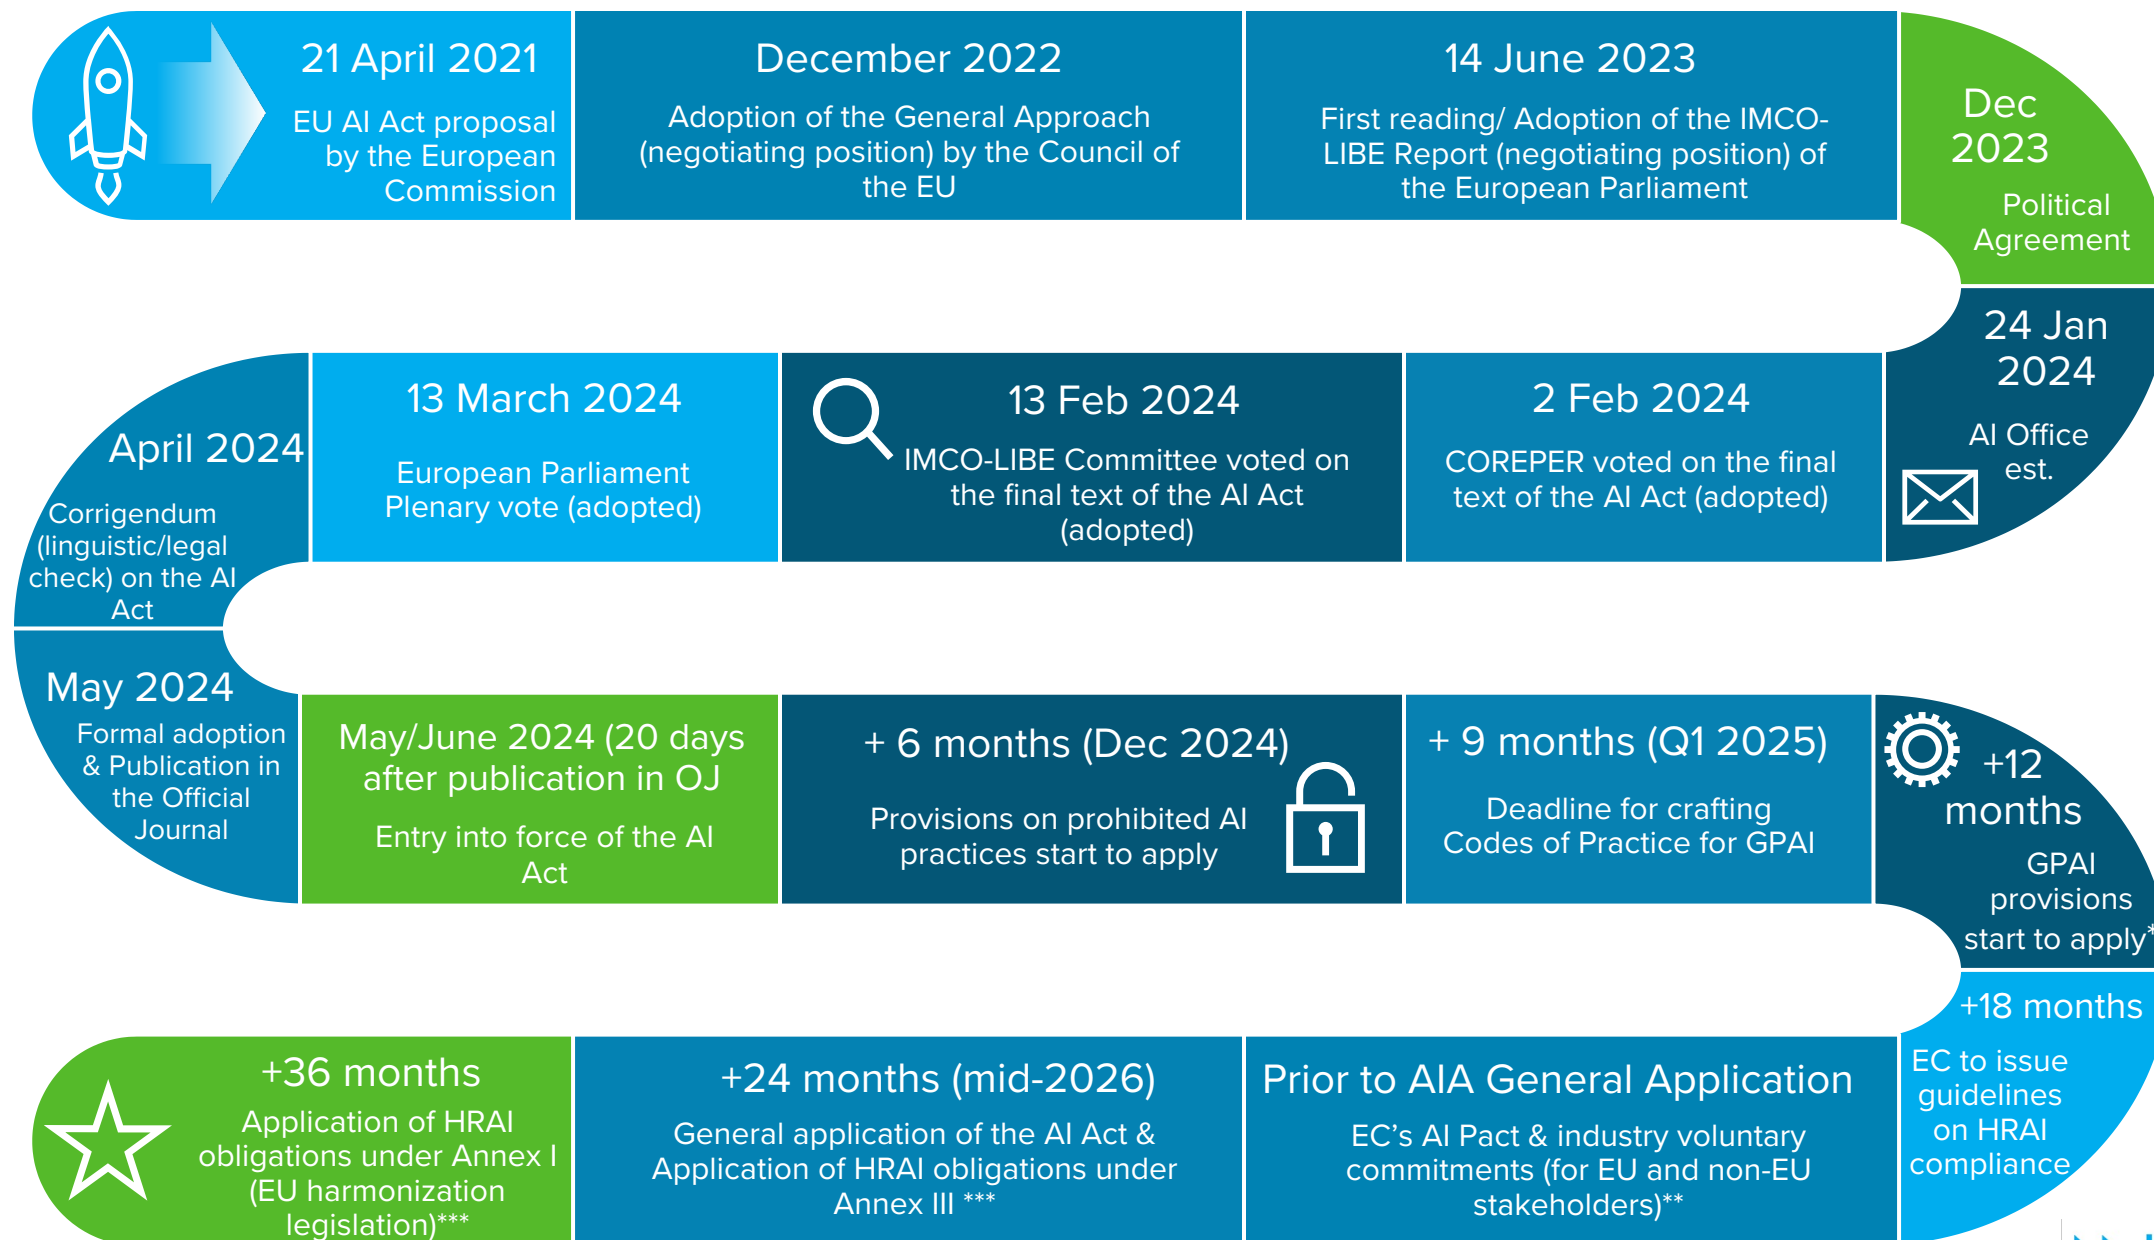 21 April 2021
EU AI Act proposal
by the European
Commission
December 2022
Adoption of the General Approach
(negotiating position) by the Council of
the EU
14 June 2023
First reading/ Adoption of the IMCO-
LIBE Report (negotiating position) of
the European Parliament
Dec
2023
Political
Agreement
24 Jan
2024
AI Office
est.
2 Feb 2024
COREPER voted on the final
text of the AI Act (adopted)
13 Feb 2024
IMCO-LIBE Committee voted on
the final text of the AI Act
(adopted)
13 March 2024
European Parliament
Plenary vote (adopted)
April 2024
Corrigendum
(linguistic/legal
check) on the AI
Act
May 2024
Formal adoption
& Publication in
the Official
Journal
May/June 2024 (20 days
after publication in OJ
Entry into force of the AI
Act
+ 6 months (Dec 2024)
Provisions on prohibited AI
practices start to apply
+ 9 months (Q1 2025)
Deadline for crafting
Codes of Practice for GPAI
+12
months
GPAI
provisions
start to apply*
+18 months
EC to issue
guidelines
on HRAI
compliance
Prior to AIA General Application
EC’s AI Pact & industry voluntary
commitments (for EU and non-EU
stakeholders)**
+24 months (mid-2026)
General application of the AI Act &
Application of HRAI obligations under
Annex III ***
+36 months
Application of HRAI
obligations under Annex I
(EU harmonization
legislation)***